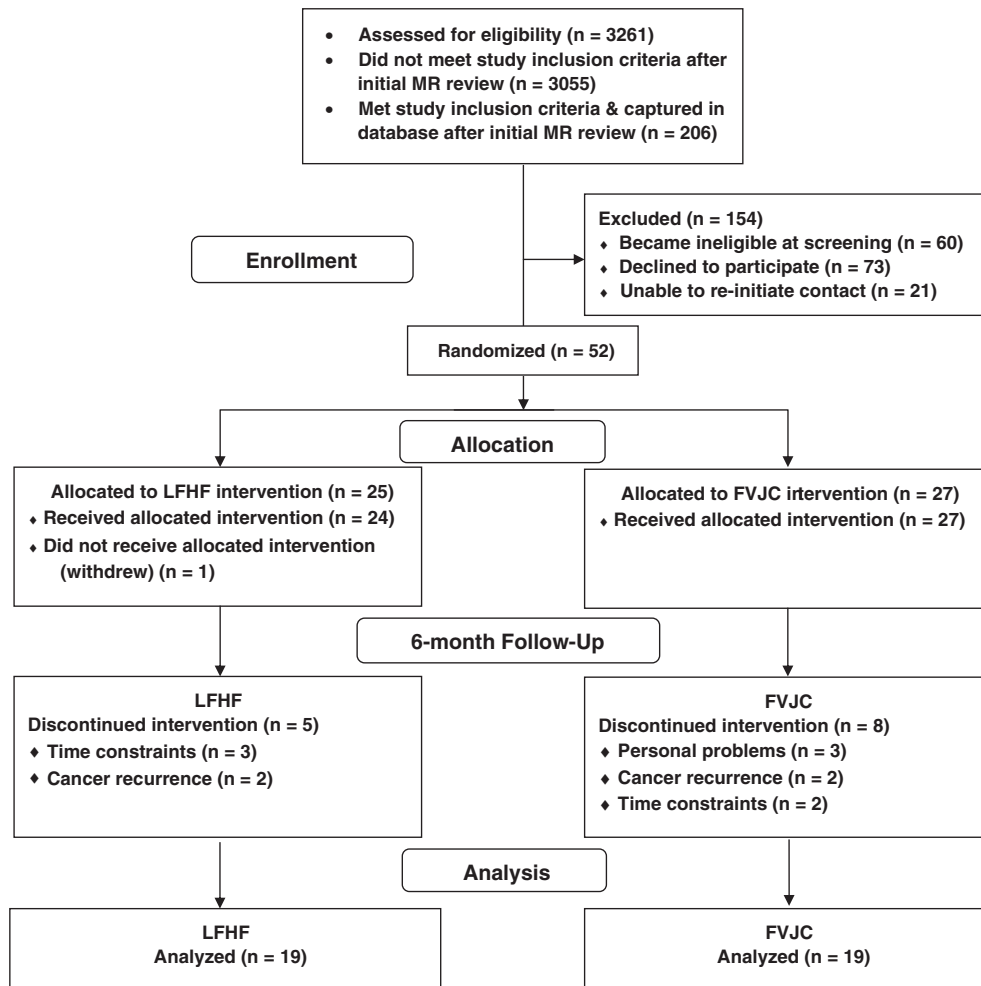 • Assessed for eligibility (n = 3261)
• Did not meet study inclusion criteria after
initial MR review (n = 3055)
• Met study inclusion criteria & captured in
database after initial MR review (n = 206)
Excluded (n = 154)
♦ Became ineligible at screening (n = 60)
♦ Declined to participate (n = 73)
♦ Unable to re-initiate contact (n = 21)
Enrollment
Randomized (n = 52)
Allocation
Allocated to LFHF intervention (n = 25)
♦ Received allocated intervention (n = 24)
♦ Did not receive allocated intervention
(withdrew) (n = 1)
Allocated to FVJC intervention (n = 27)
♦ Received allocated intervention (n = 27)
6-month Follow-Up
LFHF
Discontinued intervention (n = 5)
♦ Time constraints (n = 3)
♦ Cancer recurrence (n = 2)
FVJC
Discontinued intervention (n = 8)
♦ Personal problems (n = 3)
♦ Cancer recurrence (n = 2)
♦ Time constraints (n = 2)
Analysis
LFHF
Analyzed (n = 19)
FVJC
Analyzed (n = 19)